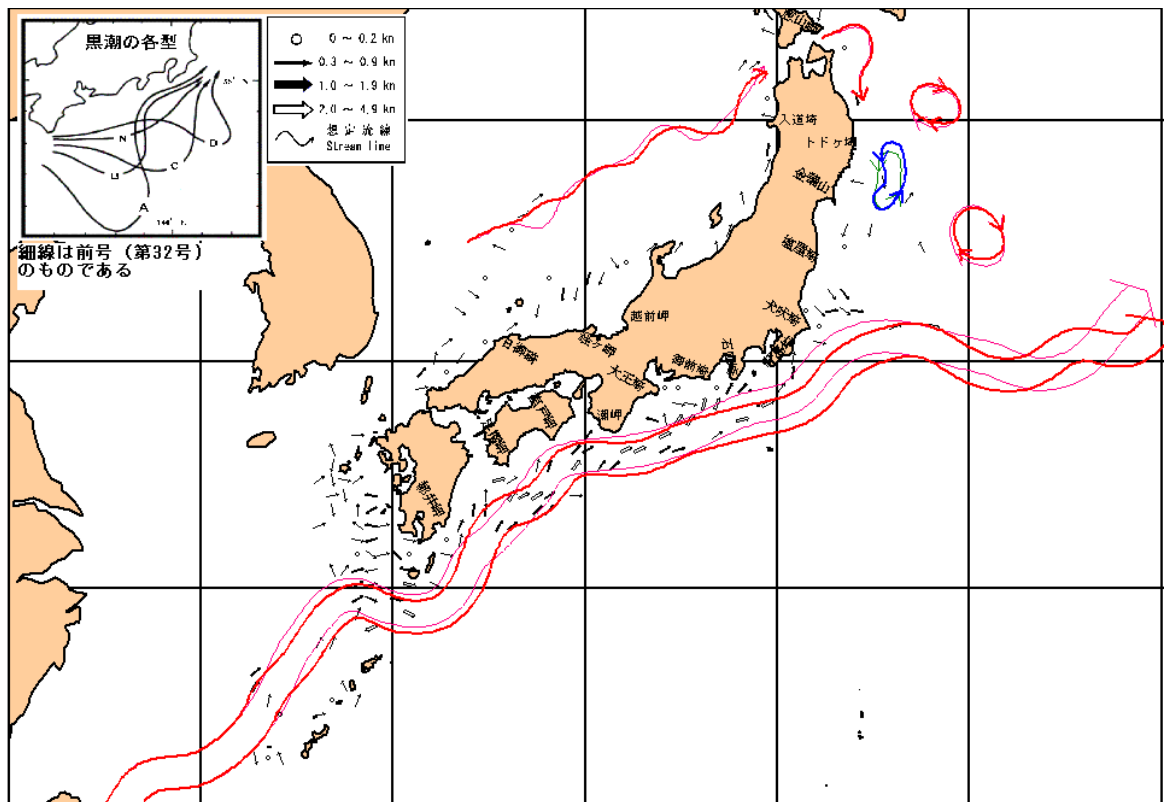 黒潮の各型
35°
N
B
C
D
A
140° E.
細線は前号 (第32号)
のものである
0 ~ 0.2 kn
0.3 ~ 0.9 kn
1.0 ~ 1.9 kn
2.0 ~ 4.9 kn
想定流線
Stream line
入道埼
トドヶ埼
金華山
塩屋埼
犬吠埼
越前岬
日御碕
経ヶ岬
大王埼
御前埼
石廊埼
潮岬
室戸岬
足摺岬
都井岬